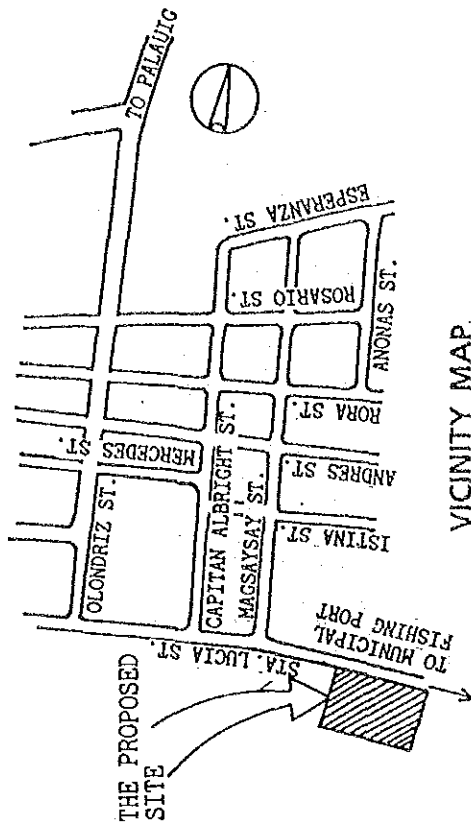 TO PALAUIG
ESPERANZA ST.
ROSARIO ST.
ANONAS ST.
RORA ST.
MERCEDES ST.
ANDRES ST.
OLONDRIZ ST.
CAPITAN ALBRIGHT ST.
MAGSAYSAY ST.
ISTINA ST.
STA. LUCIA ST.
TO MUNICIPAL
FISHING PORT
THE PROPOSED
SITE
VICINITY MAP.